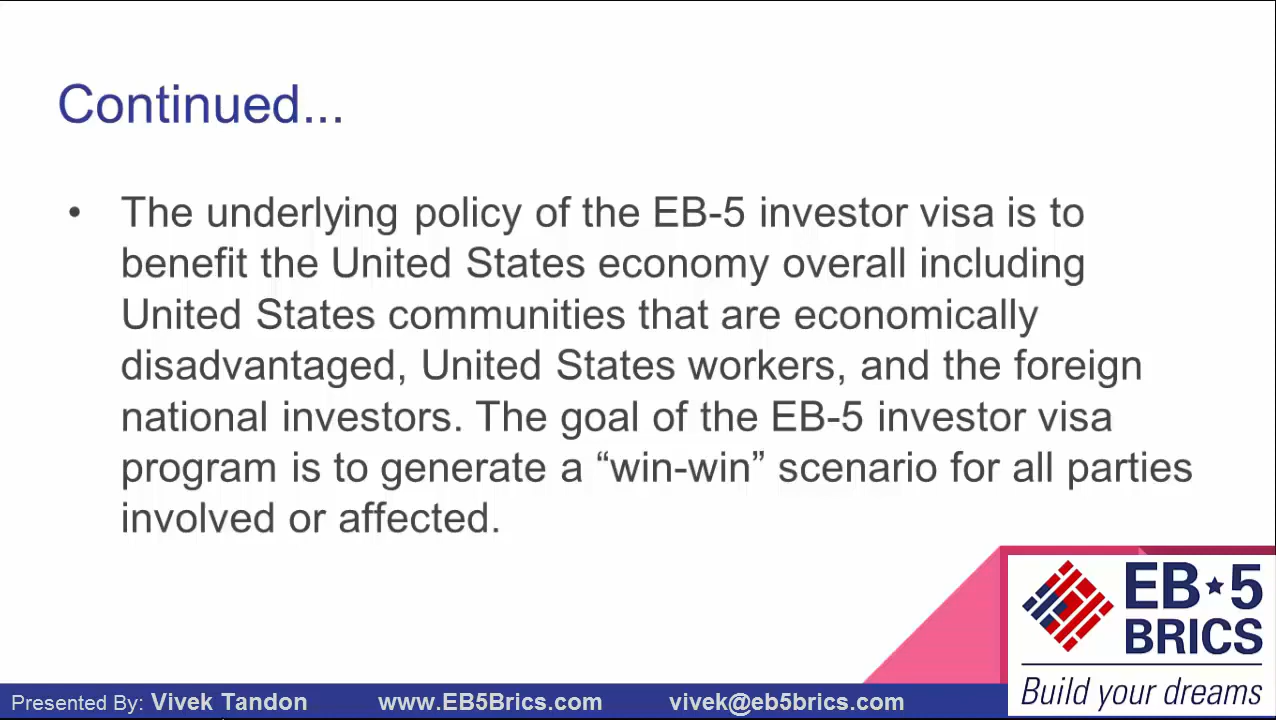 Continued...
• The underlying policy of the EB-5 investor visa is to
benefit the United States economy overall including
United States communities that are economically
disadvantaged, United States workers, and the foreign
national investors. The goal of the EB-5 investor visa
program is to generate a “win-win” scenario for all parties
involved or affected.
EB★5
BRICS
Build your dreams
Presented By: Vivek Tandon www.EB5Brics.com vivek@eb5brics.com